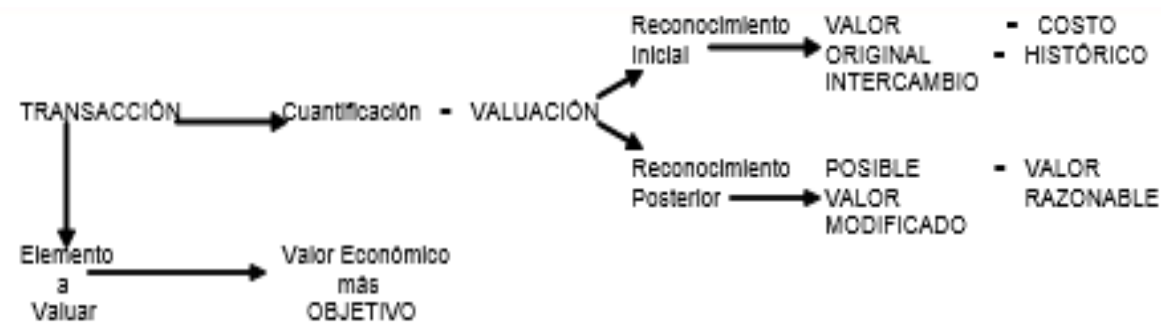 Reconocimiento VALOR - COSTO
Inicial ORIGINAL - HISTÓRICO
INTERCAMBIO
TRANSACCIÓN Cuantificación - VALUACIÓN
Reconocimiento POSIBLE - VALOR
Posterior VALOR RAZONABLE
MODIFICADO
Elemento Valor Económico
a más
Valuar OBJETIVO